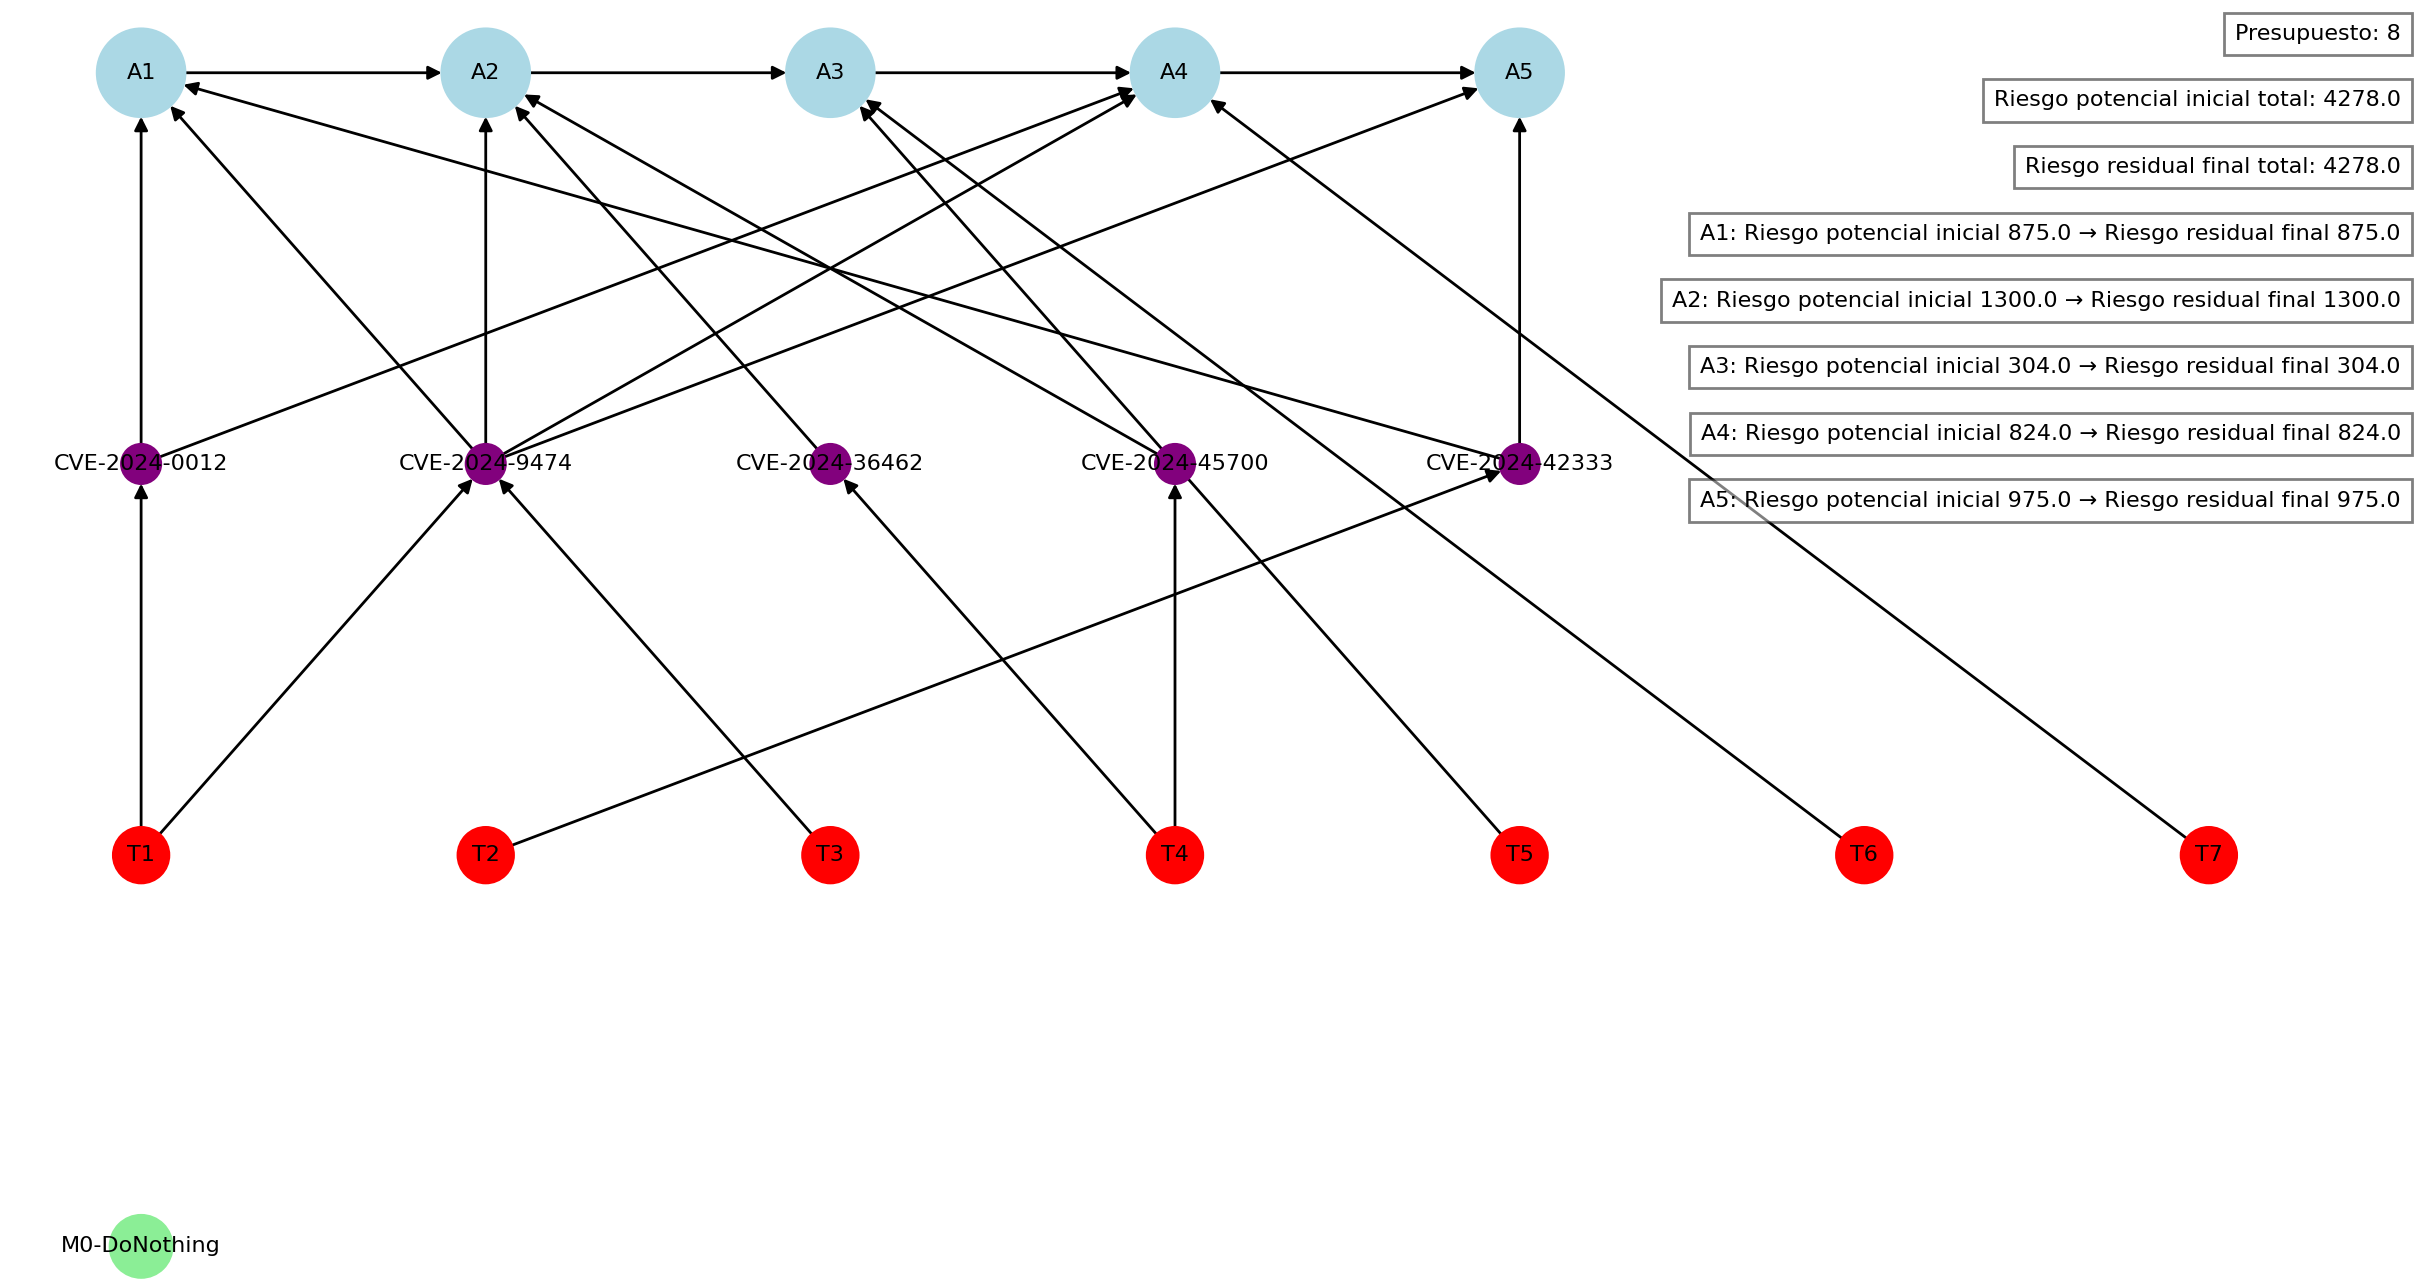 A1
A2
A3
A4
A5
Presupuesto: 8
Riesgo potencial inicial total: 4278.0
Riesgo residual final total: 4278.0
A1: Riesgo potencial inicial 875.0 → Riesgo residual final 875.0
A2: Riesgo potencial inicial 1300.0 → Riesgo residual final 1300.0
A3: Riesgo potencial inicial 304.0 → Riesgo residual final 304.0
A4: Riesgo potencial inicial 824.0 → Riesgo residual final 824.0
A5: Riesgo potencial inicial 975.0 → Riesgo residual final 975.0
CVE-2024-0012
CVE-2024-9474
CVE-2024-36462
CVE-2024-45700
CVE-2024-42333
T1
T2
T3
T4
T5
T6
T7
M0-DoNothing